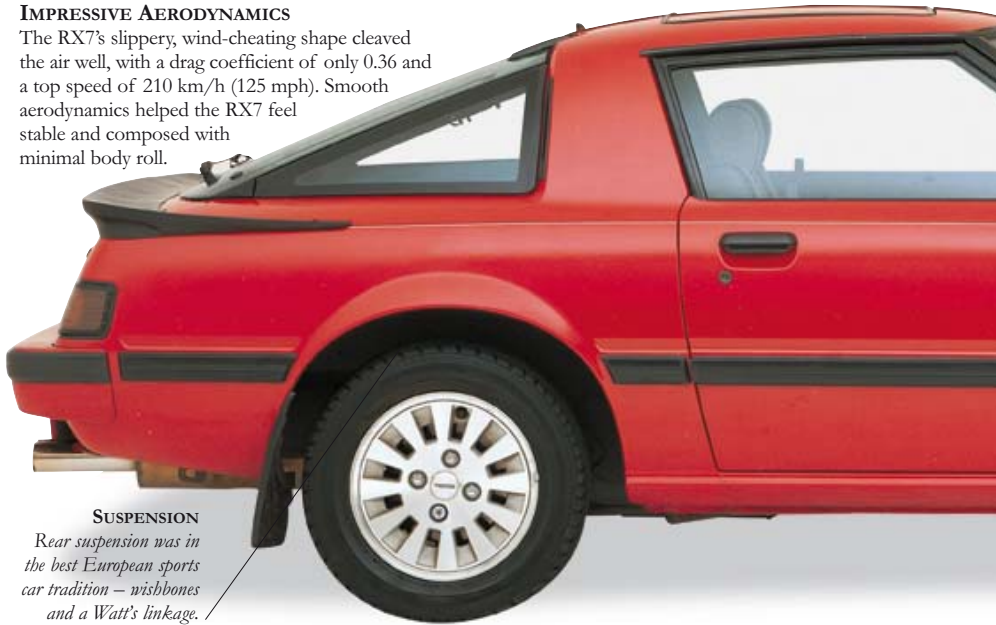 IMPRESSIVE AERODYNAMICS
The RX7's slippery, wind-cheating shape cleaved
the air well, with a drag coefficient of only 0.36 and
a top speed of 210 km/h (125 mph). Smooth
aerodynamics helped the RX7 feel
stable and composed with
minimal body roll.
SUSPENSION
Rear suspension was in
the best European sports
car tradition – wishbones
and a Watt's linkage.